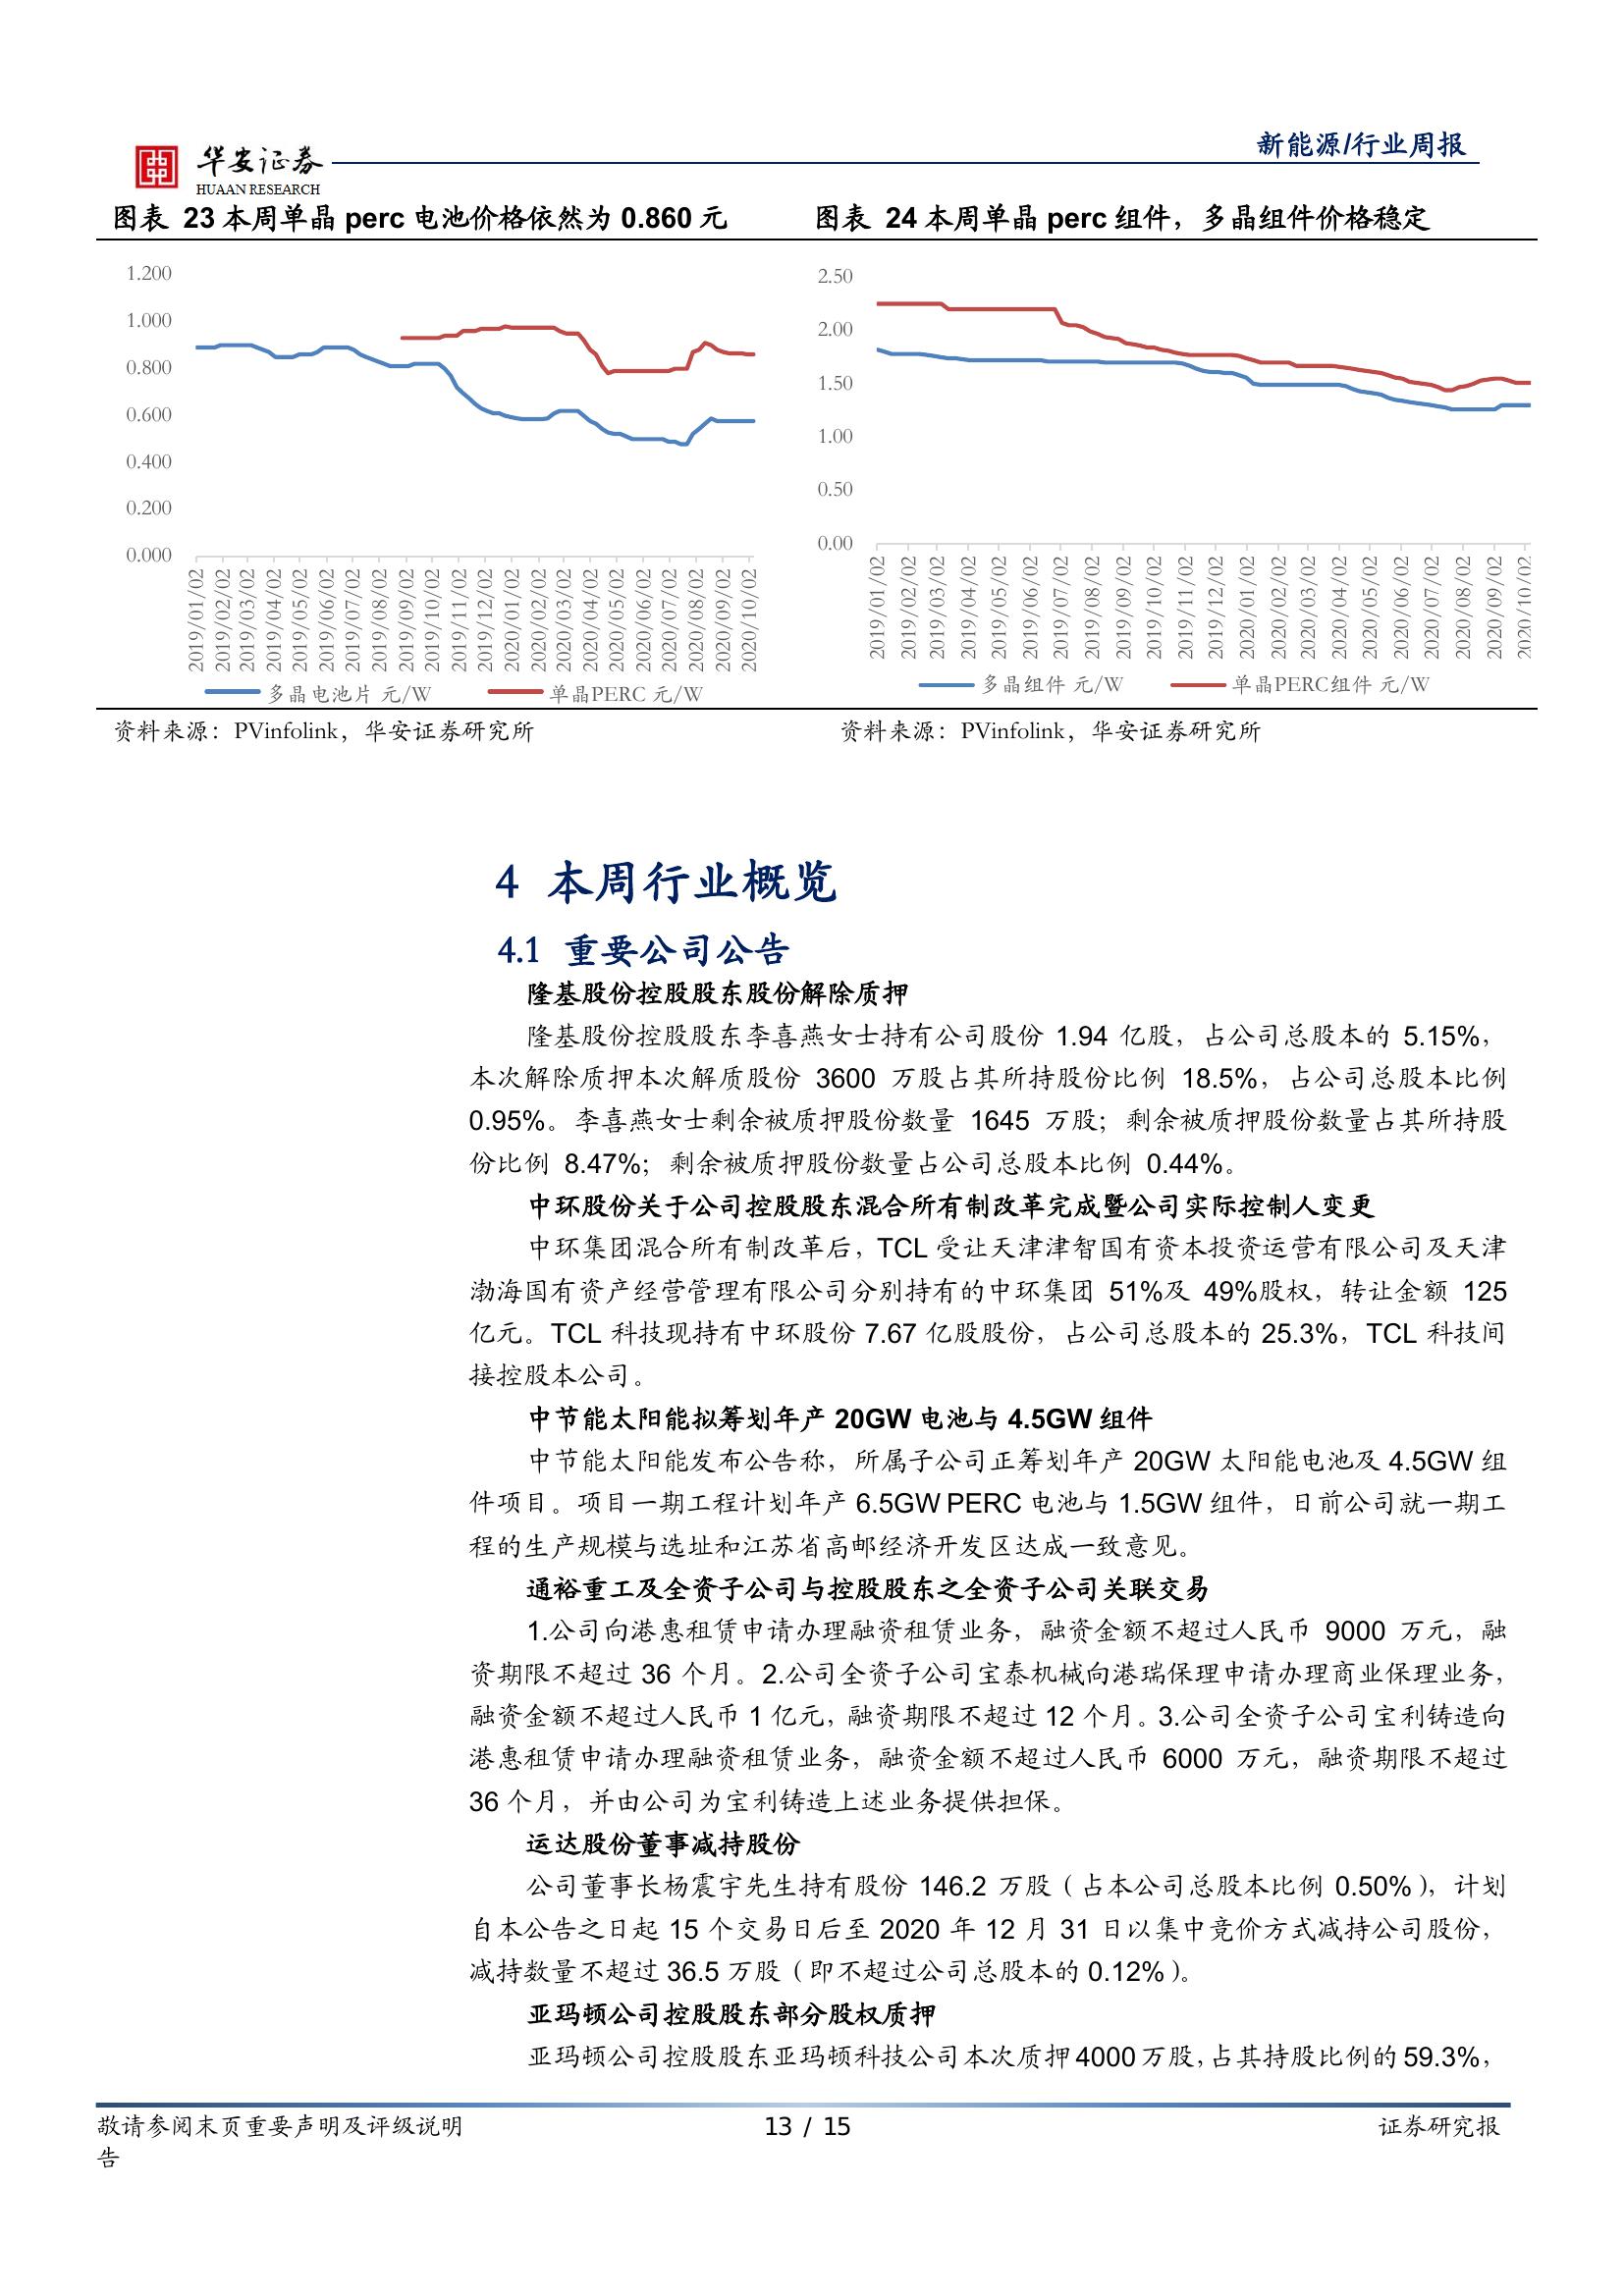 新能源/行业周报
华安证券
HUAAN RESEARCH
图表 23 本周单晶 perc 电池价格依然为 0.860 元
1.200
1.000
0.800
0.600
0.400
0.200
0.000
2019/01/02
2019/02/02
2019/03/02
2019/04/02
2019/05/02
2019/06/02
2019/07/02
2019/08/02
2019/09/02
2019/10/02
2019/11/02
2019/12/02
2020/01/02
2020/02/02
2020/03/02
2020/04/02
2020/05/02
2020/06/02
2020/07/02
2020/08/02
2020/09/02
2020/10/02
多晶电池片 元/W
单晶PERC 元/W
资料来源：PVinfolink，华安证券研究所
图表 24 本周单晶 perc 组件，多晶组件价格稳定
2.50
2.00
1.50
1.00
0.50
0.00
2019/01/02
2019/02/02
2019/03/02
2019/04/02
2019/05/02
2019/06/02
2019/07/02
2019/08/02
2019/09/02
2019/10/02
2019/11/02
2019/12/02
2020/01/02
2020/02/02
2020/03/02
2020/04/02
2020/05/02
2020/06/02
2020/07/02
2020/08/02
2020/09/02
2020/10/02
多晶组件 元/W
单晶PERC组件 元/W
资料来源：PVinfolink，华安证券研究所
4 本周行业概览
4.1 重要公司公告
隆基股份控股股东股份解除质押
隆基股份控股股东李喜燕女士持有公司股份 1.94 亿股，占公司总股本的 5.15%，
本次解除质押本次解质股份 3600 万股占其所持股份比例 18.5%，占公司总股本比例
0.95%。李喜燕女士剩余被质押股份数量 1645 万股；剩余被质押股份数量占其所持股
份比例 8.47%；剩余被质押股份数量占公司总股本比例 0.44%。
中环股份关于公司控股股东混合所有制改革完成暨公司实际控制人变更
中环集团混合所有制改革后，TCL 受让天津津智国有资本投资运营有限公司及天津
渤海国有资产经营管理有限公司分别持有的中环集团 51%及 49%股权，转让金额 125
亿元。TCL 科技现持有中环股份 7.67 亿股股份，占公司总股本的 25.3%，TCL 科技间
接控股本公司。
中节能太阳能拟筹划年产 20GW 电池与 4.5GW 组件
中节能太阳能发布公告称，所属子公司正筹划年产 20GW 太阳能电池及 4.5GW 组
件项目。项目一期工程计划年产 6.5GW PERC 电池与 1.5GW 组件，日前公司就一期工
程的生产规模与选址和江苏省高邮经济开发区达成一致意见。
通裕重工及全资子公司与控股股东之全资子公司关联交易
1.公司向港惠租赁申请办理融资租赁业务，融资金额不超过人民币 9000 万元，融
资期限不超过 36 个月。2.公司全资子公司宝泰机械向港瑞保理申请办理商业保理业务，
融资金额不超过人民币 1 亿元，融资期限不超过 12 个月。3.公司全资子公司宝利铸造向
港惠租赁申请办理融资租赁业务，融资金额不超过人民币 6000 万元，融资期限不超过
36 个月，并由公司为宝利铸造上述业务提供担保。
运达股份董事减持股份
公司董事长杨震宇先生持有股份 146.2 万股（占本公司总股本比例 0.50%），计划
自本公告之日起 15 个交易日后至 2020 年 12 月 31 日以集中竞价方式减持公司股份，
减持数量不超过 36.5 万股（即不超过公司总股本的 0.12%）。
亚玛顿公司控股股东部分股权质押
亚玛顿公司控股股东亚玛顿科技公司本次质押 4000 万股，占其持股比例的 59.3%，
敬请参阅末页重要声明及评级说明
13 / 15
证券研究报
告